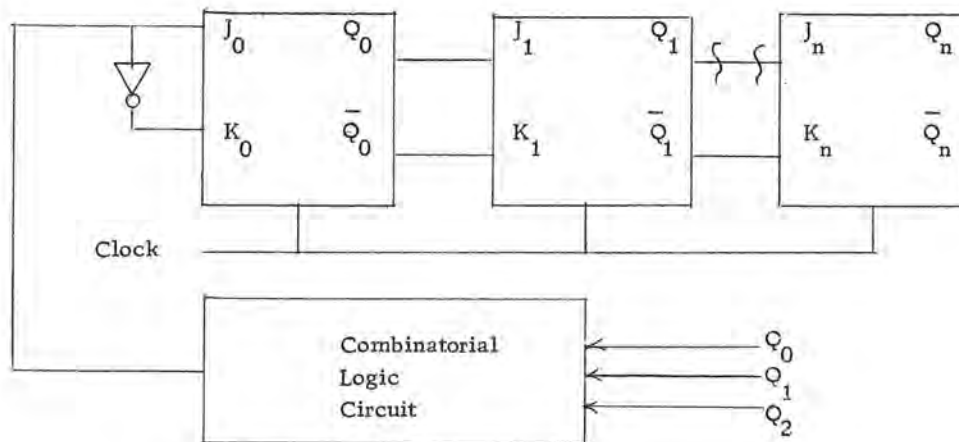 J₀ Q₀ J₁ Q₁ Jₙ Qₙ
K₀ Q̄₀ K₁ Q̄₁ Kₙ Q̄ₙ
Clock
Combinatorial
Logic
Circuit
Q₀
Q₁
Q₂